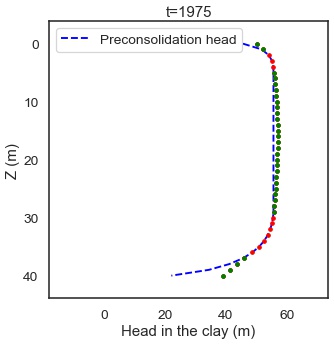 t=1975
Preconsolidation head
0
10
20
30
40
Z (m)
0 20 40 60
Head in the clay (m)